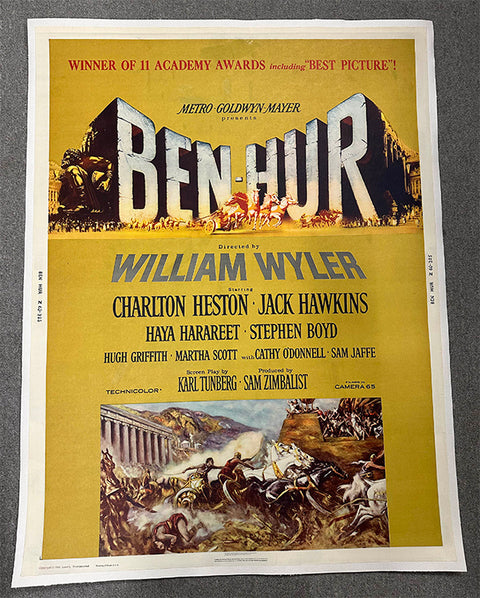 WINNER OF 11 ACADEMY AWARDS including "BEST PICTURE"!
METRO-GOLDWYN-MAYER
presents
BEN-HUR
Directed by
WILLIAM WYLER
Starring
CHARLTON HESTON · JACK HAWKINS
HAYA HARAREET · STEPHEN BOYD
HUGH GRIFFITH · MARTHA SCOTT with CATHY O'DONNELL · SAM JAFFE
Screen Play by
KARL TUNBERG ·
Produced by
SAM ZIMBALIST
TECHNICOLOR®
CAMERA 65
BEN HUR